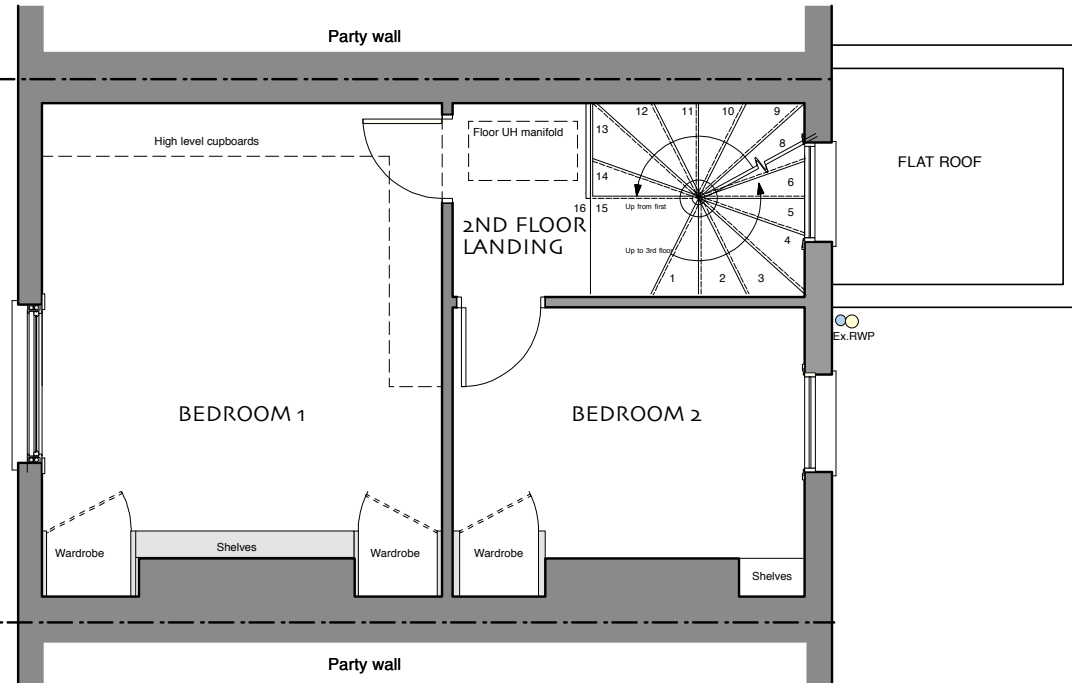 Party wall
High level cupboards
Floor UH manifold
12
11
10
9
13
8
14
6
16
15
Up from first
5
2ND FLOOR
LANDING
4
Up to 3rd floor
1
2
3
FLAT ROOF
Ex.RWP
BEDROOM 1
BEDROOM 2
Wardrobe
Shelves
Wardrobe
Wardrobe
Shelves
Party wall